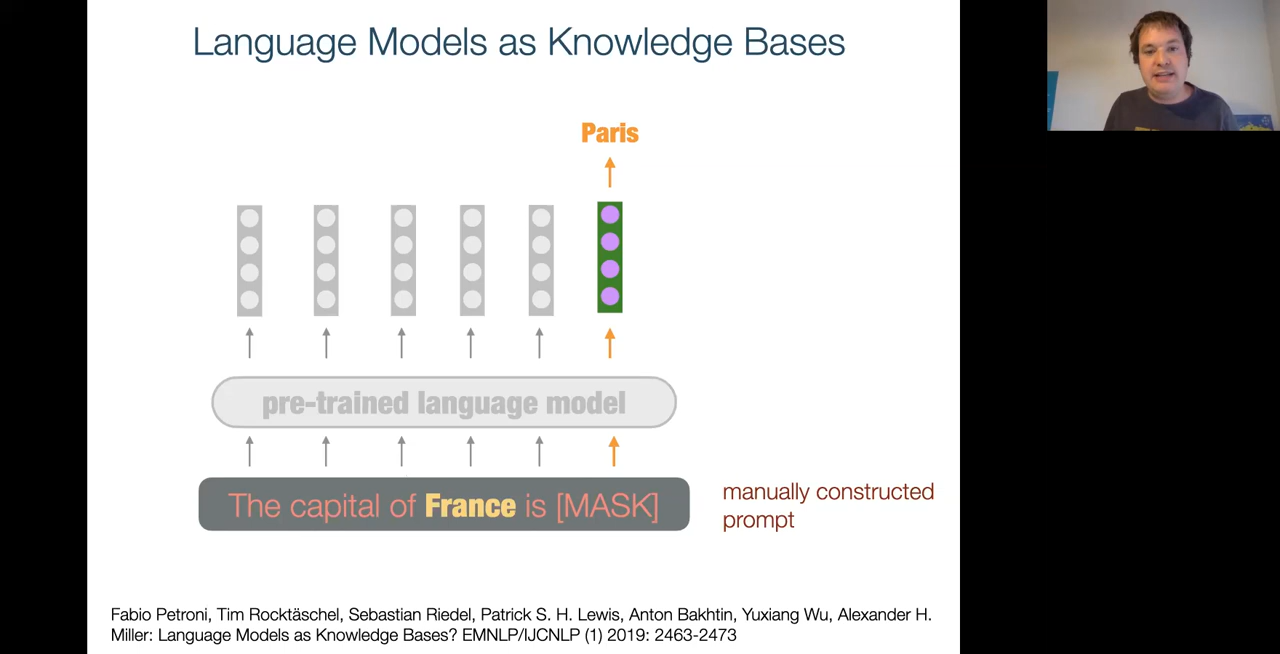 Language Models as Knowledge Bases
Paris
pre-trained language model
The capital of France is [MASK]
manually constructed
prompt
Fabio Petroni, Tim Rocktäschel, Sebastian Riedel, Patrick S. H. Lewis, Anton Bakhtin, Yuxiang Wu, Alexander H.
Miller: Language Models as Knowledge Bases? EMNLP/IJCNLP (1) 2019: 2463-2473